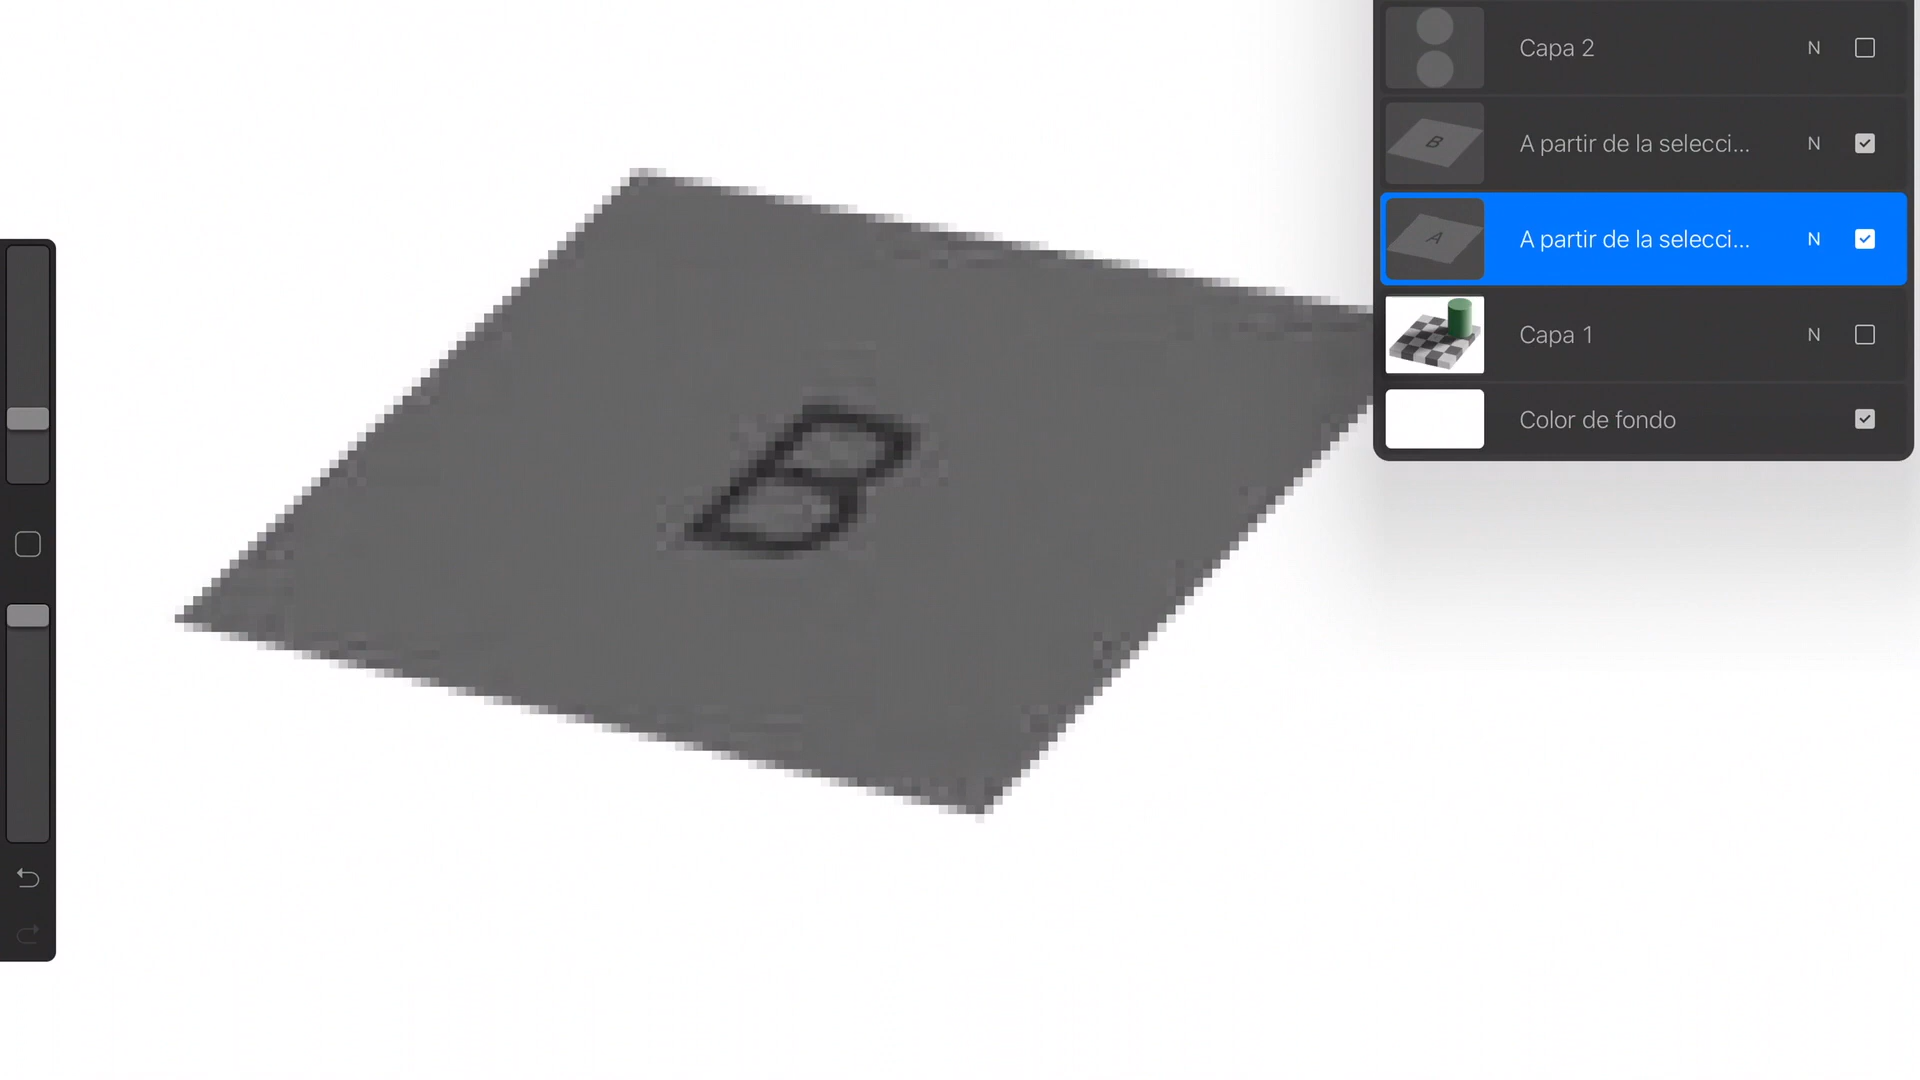 Capa 2 N
B A partir de la selecci... N
A A partir de la selecci... N
Capa 1 N
Color de fondo
B